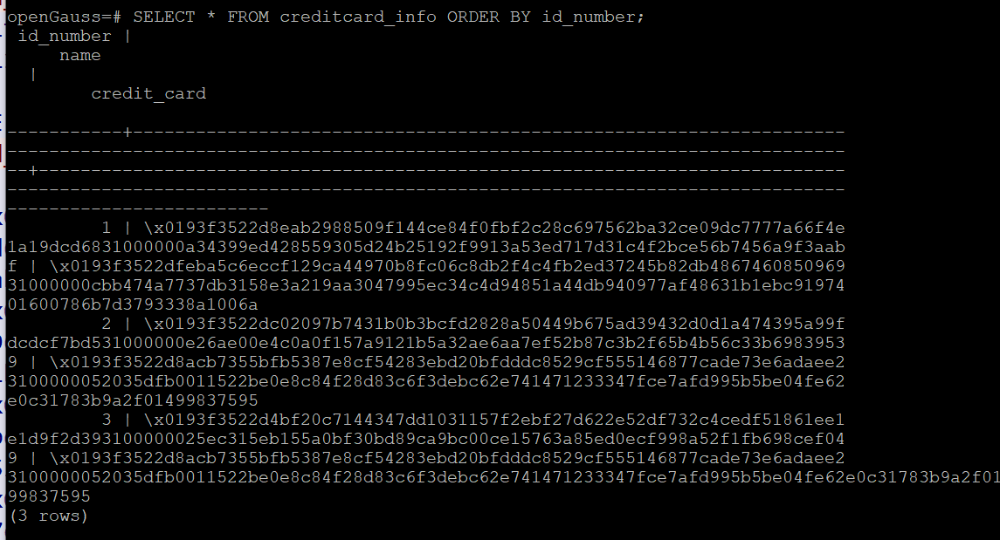 openGauss=# SELECT * FROM creditcard_info ORDER BY id_number;
id_number |
name
|
credit_card
-----------+--------------------------------------------------------------------
--------------------------------------------------------------------------------
--+-----------------------------------------------------------------------------
--------------------------------------------------------------------------------
-------------------------
1 | \x0193f3522d8eab2988509f144ce84f0fbf2c28c697562ba32ce09dc7777a66f4e
1a19dcd6831000000a34399ed428559305d24b25192f9913a53ed717d31c4f2bce56b7456a9f3aab
f | \x0193f3522dfeba5c6eccf129ca44970b8fc06c8db2f4c4fb2ed37245b82db4867460850969
31000000cbb474a7737db3158e3a219aa3047995ec34c4d94851a44db940977af48631b1ebc91974
01600786b7d3793338a1006a
2 | \x0193f3522dc02097b7431b0b3bcfd2828a50449b675ad39432d0d1a474395a99f
dcdcf7bd531000000e26ae00e4c0a0f157a9121b5a32ae6aa7ef52b87c3b2f65b4b56c33b6983953
9 | \x0193f3522d8acb7355bfb5387e8cf54283ebd20bfdddc8529cf555146877cade73e6adaee2
3100000052035dfb0011522be0e8c84f28d83c6f3debc62e741471233347fce7afd995b5be04fe62
e0c31783b9a2f01499837595
3 | \x0193f3522d4bf20c7144347dd1031157f2ebf27d622e52df732c4cedf51861ee1
e1d9f2d393100000025ec315eb155a0bf30bd89ca9bc00ce15763a85ed0ecf998a52f1fb698cef04
9 | \x0193f3522d8acb7355bfb5387e8cf54283ebd20bfdddc8529cf555146877cade73e6adaee2
3100000052035dfb0011522be0e8c84f28d83c6f3debc62e741471233347fce7afd995b5be04fe62e0c31783b9a2f01
99837595
(3 rows)